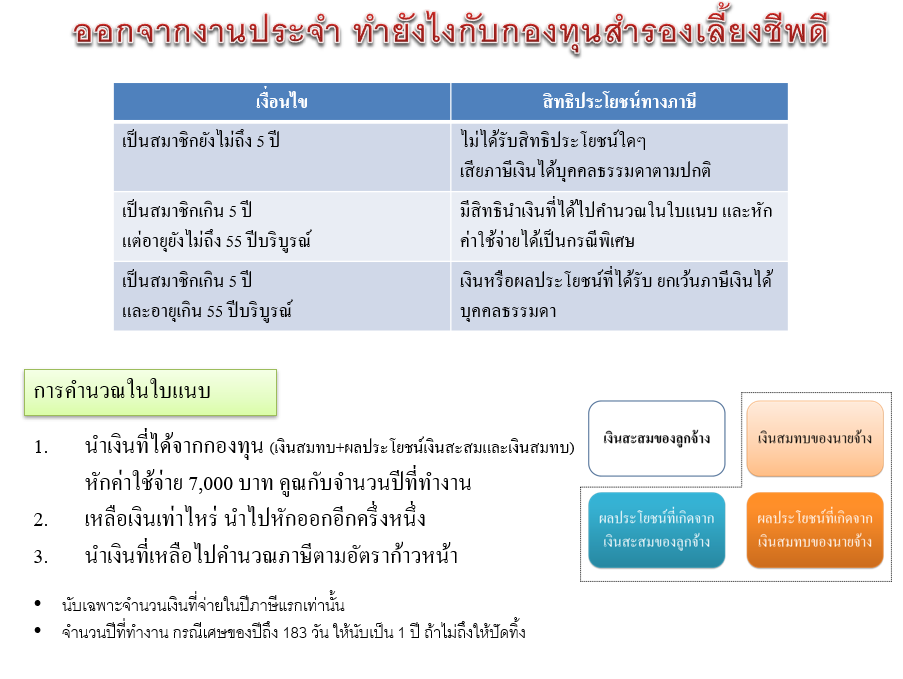 ออกจากงานประจำ ทำยังไงกับกองทุนสำรองเลี้ยงชีพดี
เงื่อนไข
สิทธิประโยชน์ทางภาษี
เป็นสมาชิกยังไม่ถึง 5 ปี
ไม่ได้รับสิทธิประโยชน์ใดๆ
เสียภาษีเงินได้บุคคลธรรมดาตามปกติ
เป็นสมาชิกเกิน 5 ปี
แต่อายุยังไม่ถึง 55 ปีบริบูรณ์
มีสิทธินำเงินที่ได้ไปคำนวณในใบแนบ และหัก
ค่าใช้จ่ายได้เป็นกรณีพิเศษ
เป็นสมาชิกเกิน 5 ปี
และอายุเกิน 55 ปีบริบูรณ์
เงินหรือผลประโยชน์ที่ได้รับ ยกเว้นภาษีเงินได้
บุคคลธรรมดา
การคำนวณในใบแนบ
1. นำเงินที่ได้จากกองทุน (เงินสมทบ+ผลประโยชน์เงินสะสมและเงินสมทบ)
หักค่าใช้จ่าย 7,000 บาท คูณกับจำนวนปีที่ทำงาน
2. เหลือเงินเท่าไหร่ นำไปหักออกอีกครึ่งหนึ่ง
3. นำเงินที่เหลือไปคำนวณภาษีตามอัตราก้าวหน้า
• นับเฉพาะจำนวนเงินที่จ่ายในปีภาษีแรกเท่านั้น
• จำนวนปีที่ทำงาน กรณีเศษของปีถึง 183 วัน ให้นับเป็น 1 ปี ถ้าไม่ถึงให้ปัดทิ้ง
เงินสะสมของลูกจ้าง
เงินสมทบของนายจ้าง
ผลประโยชน์ที่เกิดจาก
เงินสะสมของลูกจ้าง
ผลประโยชน์ที่เกิดจาก
เงินสมทบของนายจ้าง